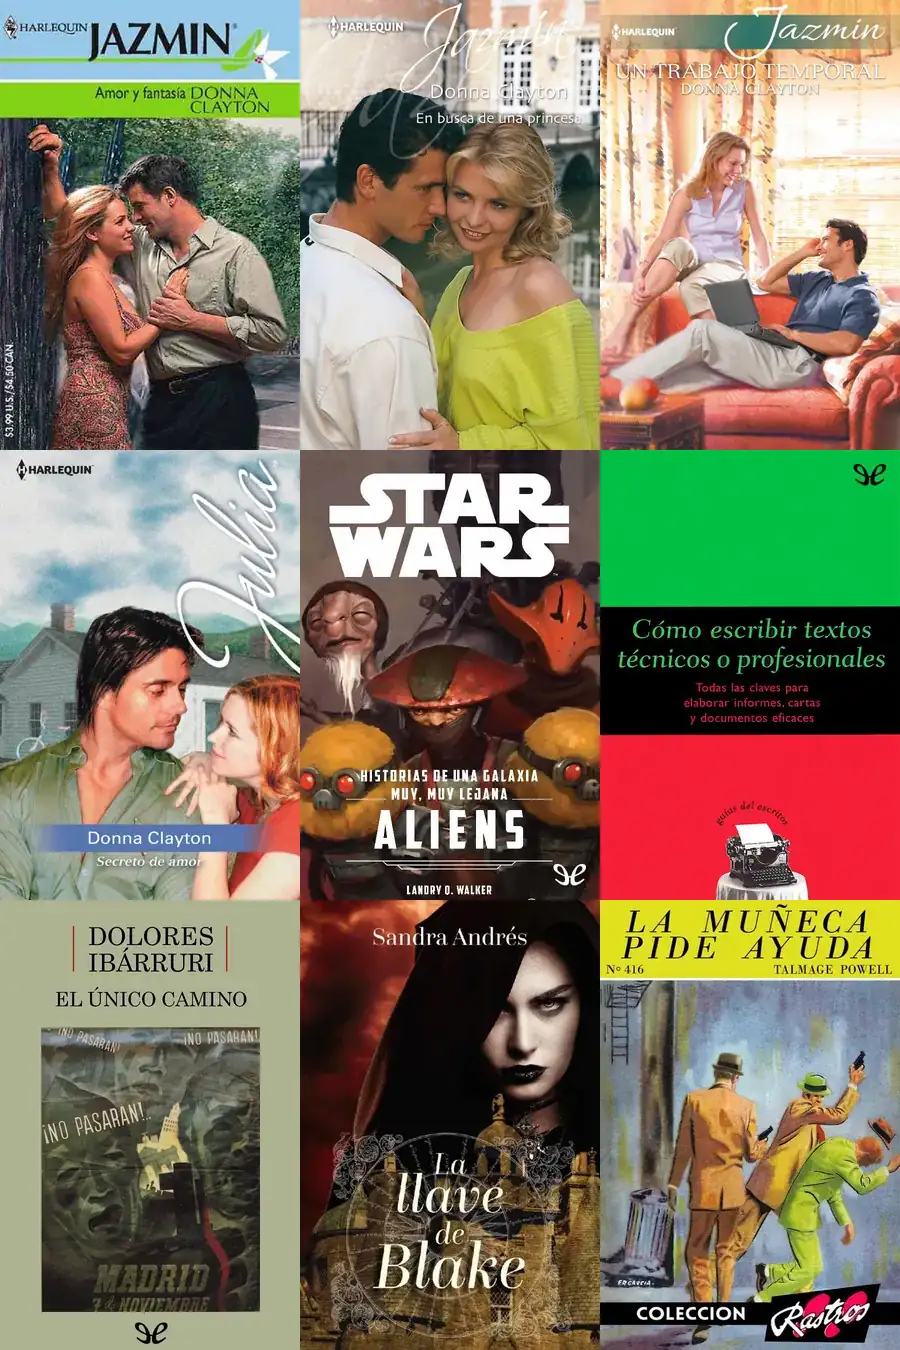 HARLEQUIN
JAZMIN®
Amor y fantasía DONNA
CLAYTON
$3.99 U.S./$4.50 CAN.
HARLEQUIN
Jazmín
Donna Clayton
En busca de una princesa
HARLEQUIN
Jazmín
UN TRABAJO TEMPORAL
DONNA CLAYTON
HARLEQUIN™
Julia
Donna Clayton
Secreto de amor
STAR
WARS
HISTORIAS DE UNA GALAXIA
MUY, MUY LEJANA
ALIENS
LANDRY Q. WALKER
Cómo escribir textos
técnicos o profesionales
Todas las claves para
elaborar informes, cartas
y documentos eficaces
guías del escritor
DOLORES
IBÁRRURI
EL ÚNICO CAMINO
¡NO PASARAN!
¡NO PASARAN!
¡NO PASARAN!..
MADRID
7 de NOVIEMBRE
Sandra Andrés
La
llave
de
Blake
LA MUÑECA
PIDE AYUDA
Nº 416
TALMAGE POWELL
COLECCION
Rastros